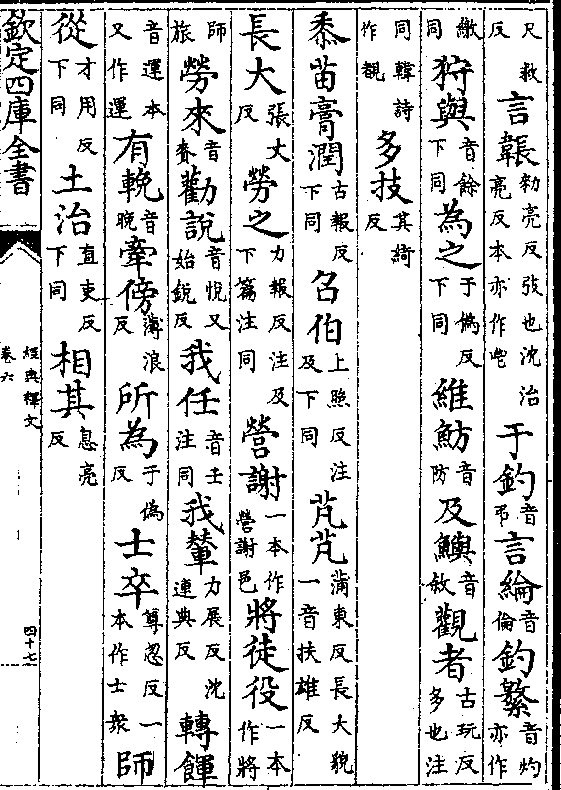 尺救反言韔勑亮反弢也沈治亮反本亦作鬯于釣音弔言綸音倫釣繁音灼亦作
繳同狩與音餘下同為之于偽反下同維魴音防及鱮音敘觀者古玩反多也注
同韓詩作覩多技其綺反
黍苗膏潤古報反下同召伯上照反注及下同芃芃蒲東反長大貌一音扶雄反
長大張丈反勞之力報反注及下篇注同營謝一本作營謝邑將徒役一本作將
師旅勞來音賚勸說音悅又始銳反我任音壬注同我輦力展反沈連典反轉餫
音運本又作運有輓音晚牽傍薄浪反所為于偽反士卒尊忽反一本作士衆師
從才用反下同土治直吏反下同相其息亮反
欽定四庫全書
經典釋文
卷六
四十七